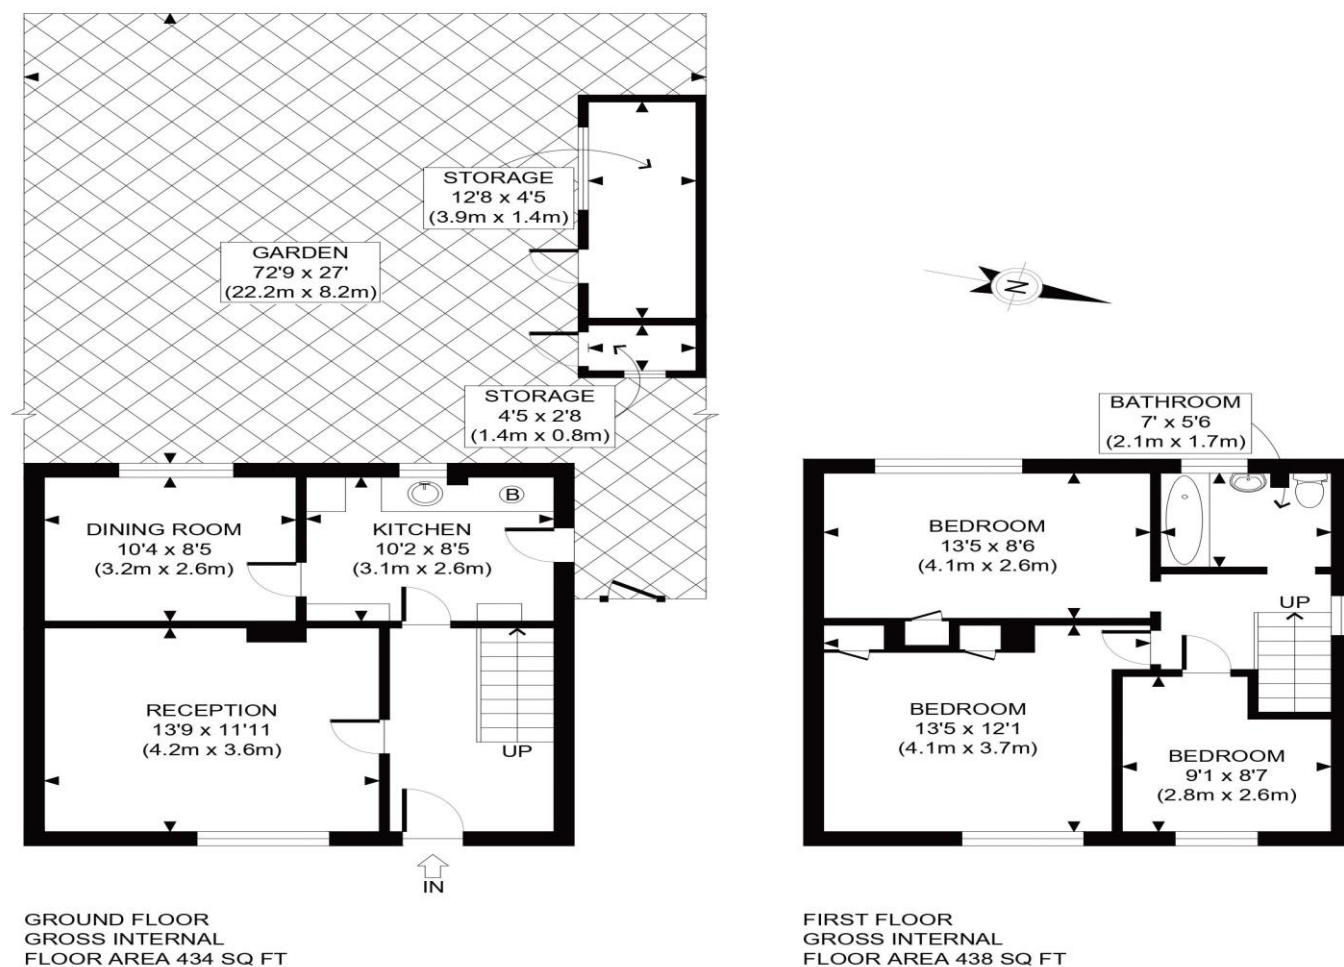 STORAGE
12'8 x 4'5
(3.9m x 1.4m)
GARDEN
72'9 x 27'
(22.2m x 8.2m)
N
STORAGE
4'5 x 2'8
(1.4m x 0.8m)
BATHROOM
7' x 5'6
(2.1m x 1.7m)
B
DINING ROOM
10'4 x 8'5
(3.2m x 2.6m)
KITCHEN
10'2 x 8'5
(3.1m x 2.6m)
BEDROOM
13'5 x 8'6
(4.1m x 2.6m)
UP
RECEPTION
13'9 x 11'11
(4.2m x 3.6m)
UP
BEDROOM
13'5 x 12'1
(4.1m x 3.7m)
BEDROOM
9'1 x 8'7
(2.8m x 2.6m)
IN
GROUND FLOOR
GROSS INTERNAL
FLOOR AREA 434 SQ FT
FIRST FLOOR
GROSS INTERNAL
FLOOR AREA 438 SQ FT